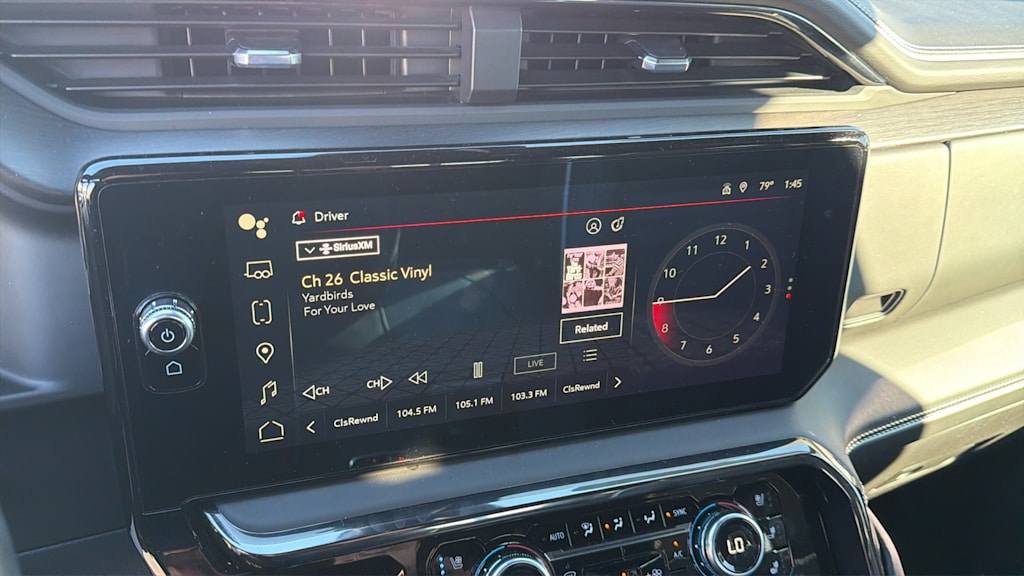 79° 1:45
Driver
SiriusXM
Ch 26 Classic Vinyl
Yardbirds
For Your Love
Related
12
1
2
3
4
5
6
7
8
9
10
LIVE
CH
CH
ClsRewnd
104.5 FM
105.1 FM
103.3 FM
ClsRewnd
AUTO
SYNC
A/C
LO